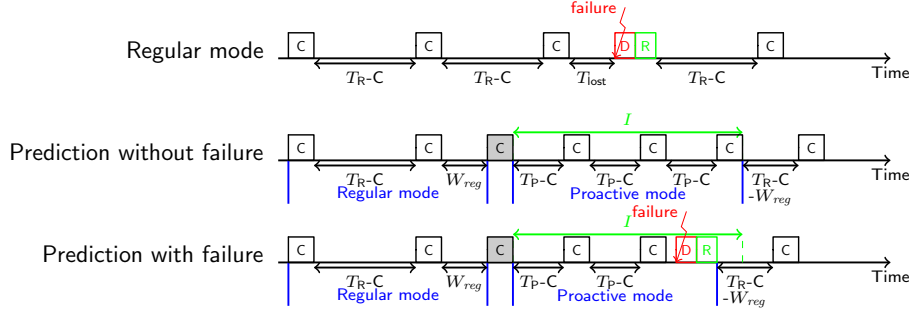 failure
Regular mode C C C D R C
T_R-C T_R-C T_lost T_R-C Time
I
Prediction without failure C C C C C C C
T_R-C W_reg T_P-C T_P-C T_P-C T_R-C Time
Regular mode Proactive mode -W_reg
failure
I
Prediction with failure C C C C C D R C
T_R-C W_reg T_P-C T_P-C T_R-C Time
Regular mode Proactive mode -W_reg